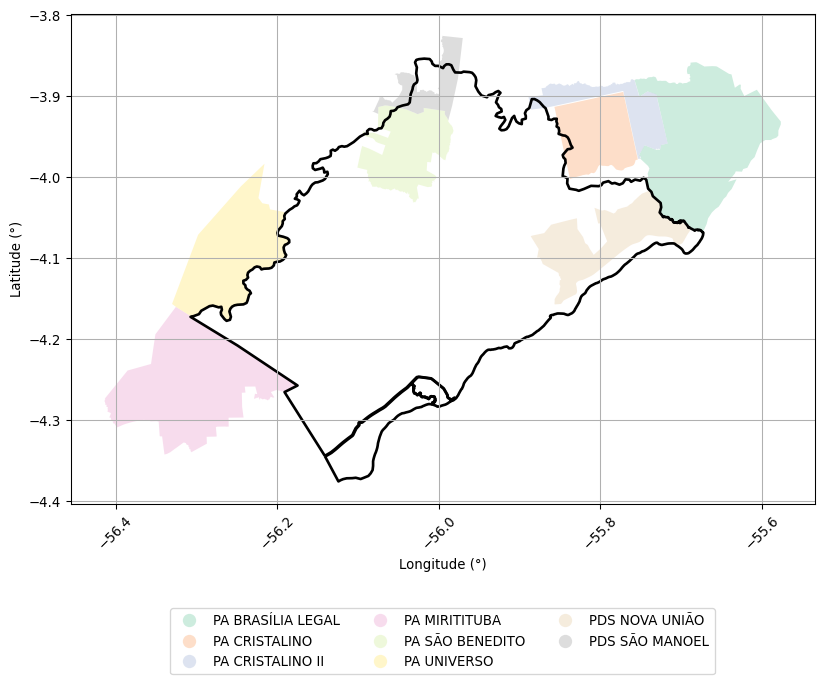 −3.8
−3.9
−4.0
−4.1
−4.2
−4.3
−4.4
Latitude (°)
−56.4
−56.2
−56.0
−55.8
−55.6
Longitude (°)
PA BRASÍLIA LEGAL
PA CRISTALINO
PA CRISTALINO II
PA MIRITITUBA
PA SÃO BENEDITO
PA UNIVERSO
PDS NOVA UNIÃO
PDS SÃO MANOEL